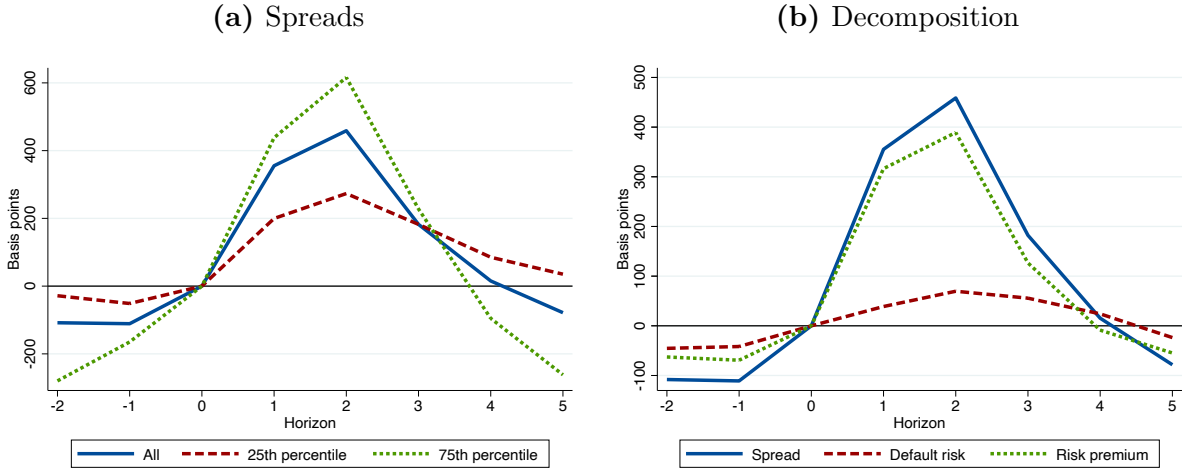 (a) Spreads
Basis points
600
400
200
0
-200
-2 -1 0 1 2 3 4 5
Horizon
All 25th percentile 75th percentile
(b) Decomposition
Basis points
500
400
300
200
100
0
-100
-2 -1 0 1 2 3 4 5
Horizon
Spread Default risk Risk premium